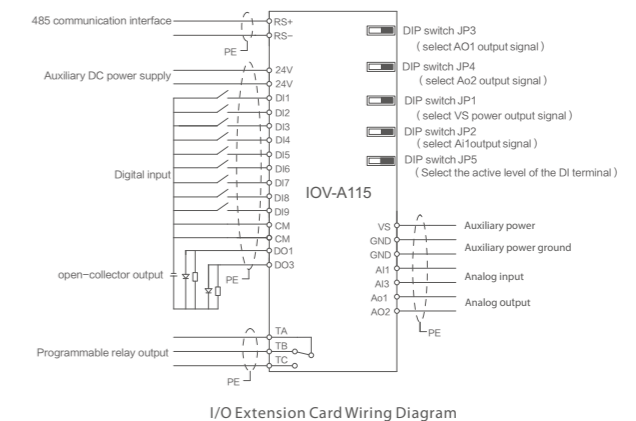 485 communication interface
RS+
RS−
PE
Auxiliary DC power supply
24V
24V
DI1
DI2
DI3
DI4
DI5
DI6
DI7
DI8
DI9
CM
CM
DO1
DO3
Digital input
open−collector output
PE
TA
TB
TC
Programmable relay output
PE
IOV-A115
DIP switch JP3
( select AO1 output signal )
DIP switch JP4
( select Ao2 output signal )
DIP switch JP1
( select VS power output signal )
DIP switch JP2
( select Ai1output signal )
DIP switch JP5
( Select the active level of the DI terminal )
VS
GND
GND
AI1
AI3
Ao1
AO2
Auxiliary power
Auxiliary power ground
Analog input
Analog output
PE
I/O Extension Card Wiring Diagram